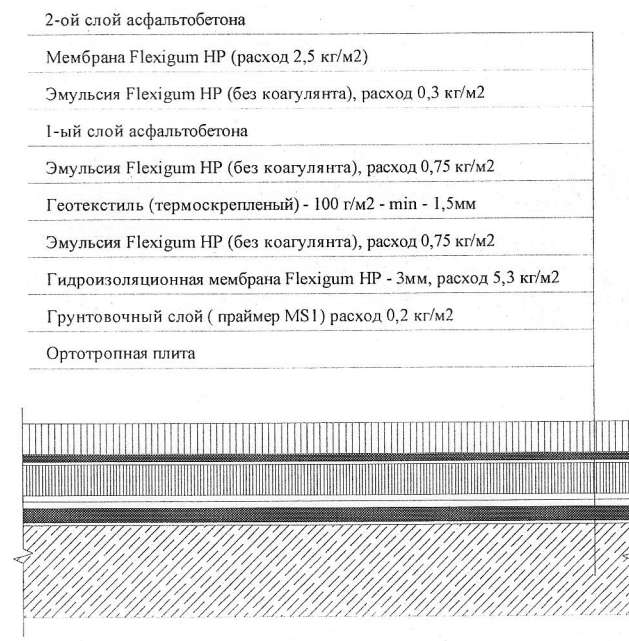 2-ой слой асфальтобетона
Мембрана Flexigum HP (расход 2,5 кг/м2)
Эмульсия Flexigum HP (без коагулянта), расход 0,3 кг/м2
1-ый слой асфальтобетона
Эмульсия Flexigum HP (без коагулянта), расход 0,75 кг/м2
Геотекстиль (термоскрепленый) - 100 г/м2 - min - 1,5мм
Эмульсия Flexigum HP (без коагулянта), расход 0,75 кг/м2
Гидроизоляционная мембрана Flexigum HP - 3мм, расход 5,3 кг/м2
Грунтовочный слой ( праймер MS1) расход 0,2 кг/м2
Ортотропная плита